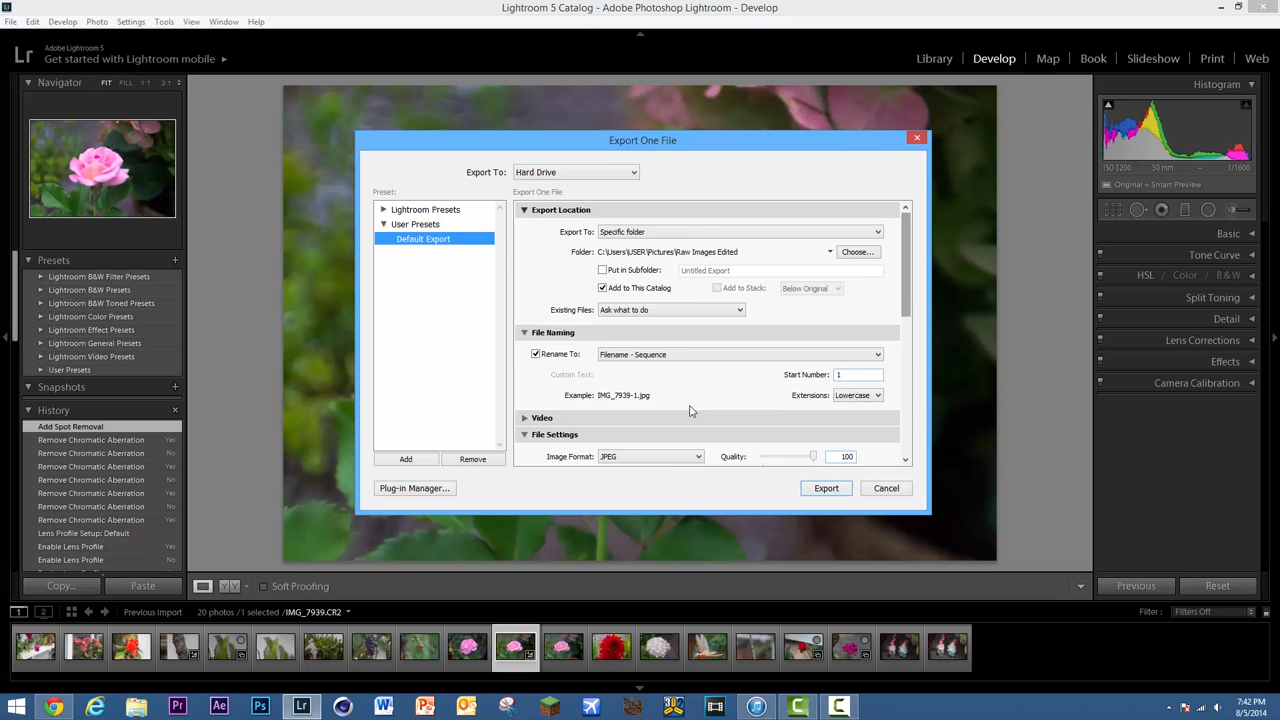 Lightroom 5 Catalog - Adobe Photoshop Lightroom - Develop
File Edit Develop Photo Settings Tools View Window Help
Lr Adobe Lightroom 5
Get started with Lightroom mobile
Library | Develop | Map | Book | Slideshow | Print | Web
Navigator FIT FILL 1:1 3:1
Histogram
ISO 3200 50 mm
Original + Smart Preview
Basic
Tone Curve
HSL / Color / B & W
Split Toning
Detail
Lens Corrections
Effects
Camera Calibration
Presets +
Lightroom B&W Filter Presets
Lightroom B&W Presets
Lightroom B&W Toned Presets
Lightroom Color Presets
Lightroom Effect Presets
Lightroom General Presets
Lightroom Video Presets
User Presets
Snapshots +
History
Add Spot Removal
Remove Chromatic Aberration Yes
Remove Chromatic Aberration No
Remove Chromatic Aberration Yes
Remove Chromatic Aberration No
Remove Chromatic Aberration Yes
Remove Chromatic Aberration No
Remove Chromatic Aberration Yes
Lens Profile Setup: Default
Enable Lens Profile Yes
Enable Lens Profile No
Export One File
Export To: Hard Drive
Preset:
Lightroom Presets
User Presets
Default Export
Add Remove
Plug-in Manager...
Export One File
Export Location
Export To: Specific folder
Folder: C:\Users\USER\Pictures\Raw Images Edited Choose...
Put in Subfolder: Untitled Export
Add to This Catalog Add to Stack: Below Original
Existing Files: Ask what to do
File Naming
Rename To: Filename - Sequence
Custom Text: Start Number: 1
Example: IMG_7939-1.jpg Extensions: Lowercase
Video
File Settings
Image Format: JPEG Quality: 100
Export Cancel
Copy... Paste
Soft Proofing
Previous Reset
1 2 Previous Import 20 photos / 1 selected / IMG_7939.CR2 Filter : Filters Off
Pr Ae Ps Lr
7:42 PM
8/5/2014